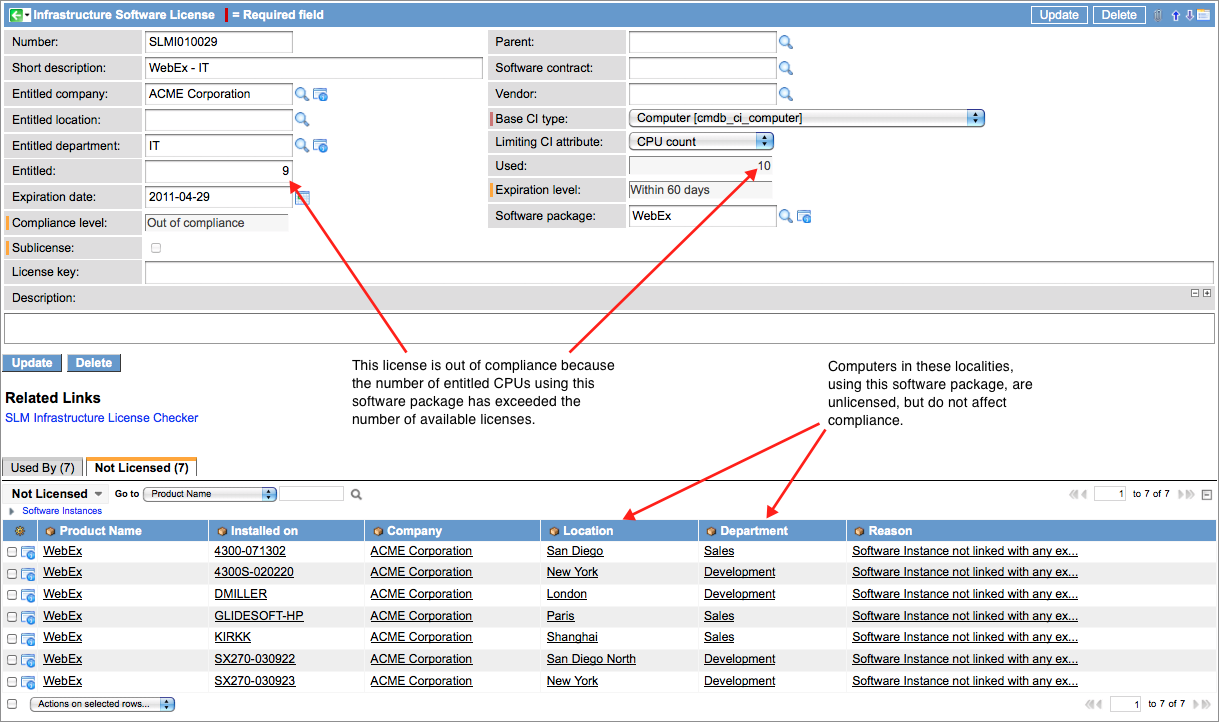 Infrastructure Software License = Required field Update Delete
Number: SLMI010029 Parent:
Short description: WebEx - IT Software contract:
Entitled company: ACME Corporation Vendor:
Entitled location: Base CI type: Computer [cmdb_ci_computer]
Entitled department: IT Limiting CI attribute: CPU count
Entitled: 9 Used: 10
Expiration date: 2011-04-29 Expiration level: Within 60 days
Compliance level: Out of compliance Software package: WebEx
Sublicense:
License key:
Description:
Update Delete
This license is out of compliance because
the number of entitled CPUs using this
software package has exceeded the
number of available licenses.
Computers in these localities,
using this software package, are
unlicensed, but do not affect
compliance.
Related Links
SLM Infrastructure License Checker
Used By (7) Not Licensed (7)
Not Licensed Go to Product Name 1 to 7 of 7
Software Instances
Product Name Installed on Company Location Department Reason
WebEx 4300-071302 ACME Corporation San Diego Sales Software Instance not linked with any ex...
WebEx 4300S-020220 ACME Corporation New York Development Software Instance not linked with any ex...
WebEx DMILLER ACME Corporation London Development Software Instance not linked with any ex...
WebEx GLIDESOFT-HP ACME Corporation Paris Sales Software Instance not linked with any ex...
WebEx KIRKK ACME Corporation Shanghai Sales Software Instance not linked with any ex...
WebEx SX270-030922 ACME Corporation San Diego North Development Software Instance not linked with any ex...
WebEx SX270-030923 ACME Corporation New York Development Software Instance not linked with any ex...
Actions on selected rows... 1 to 7 of 7